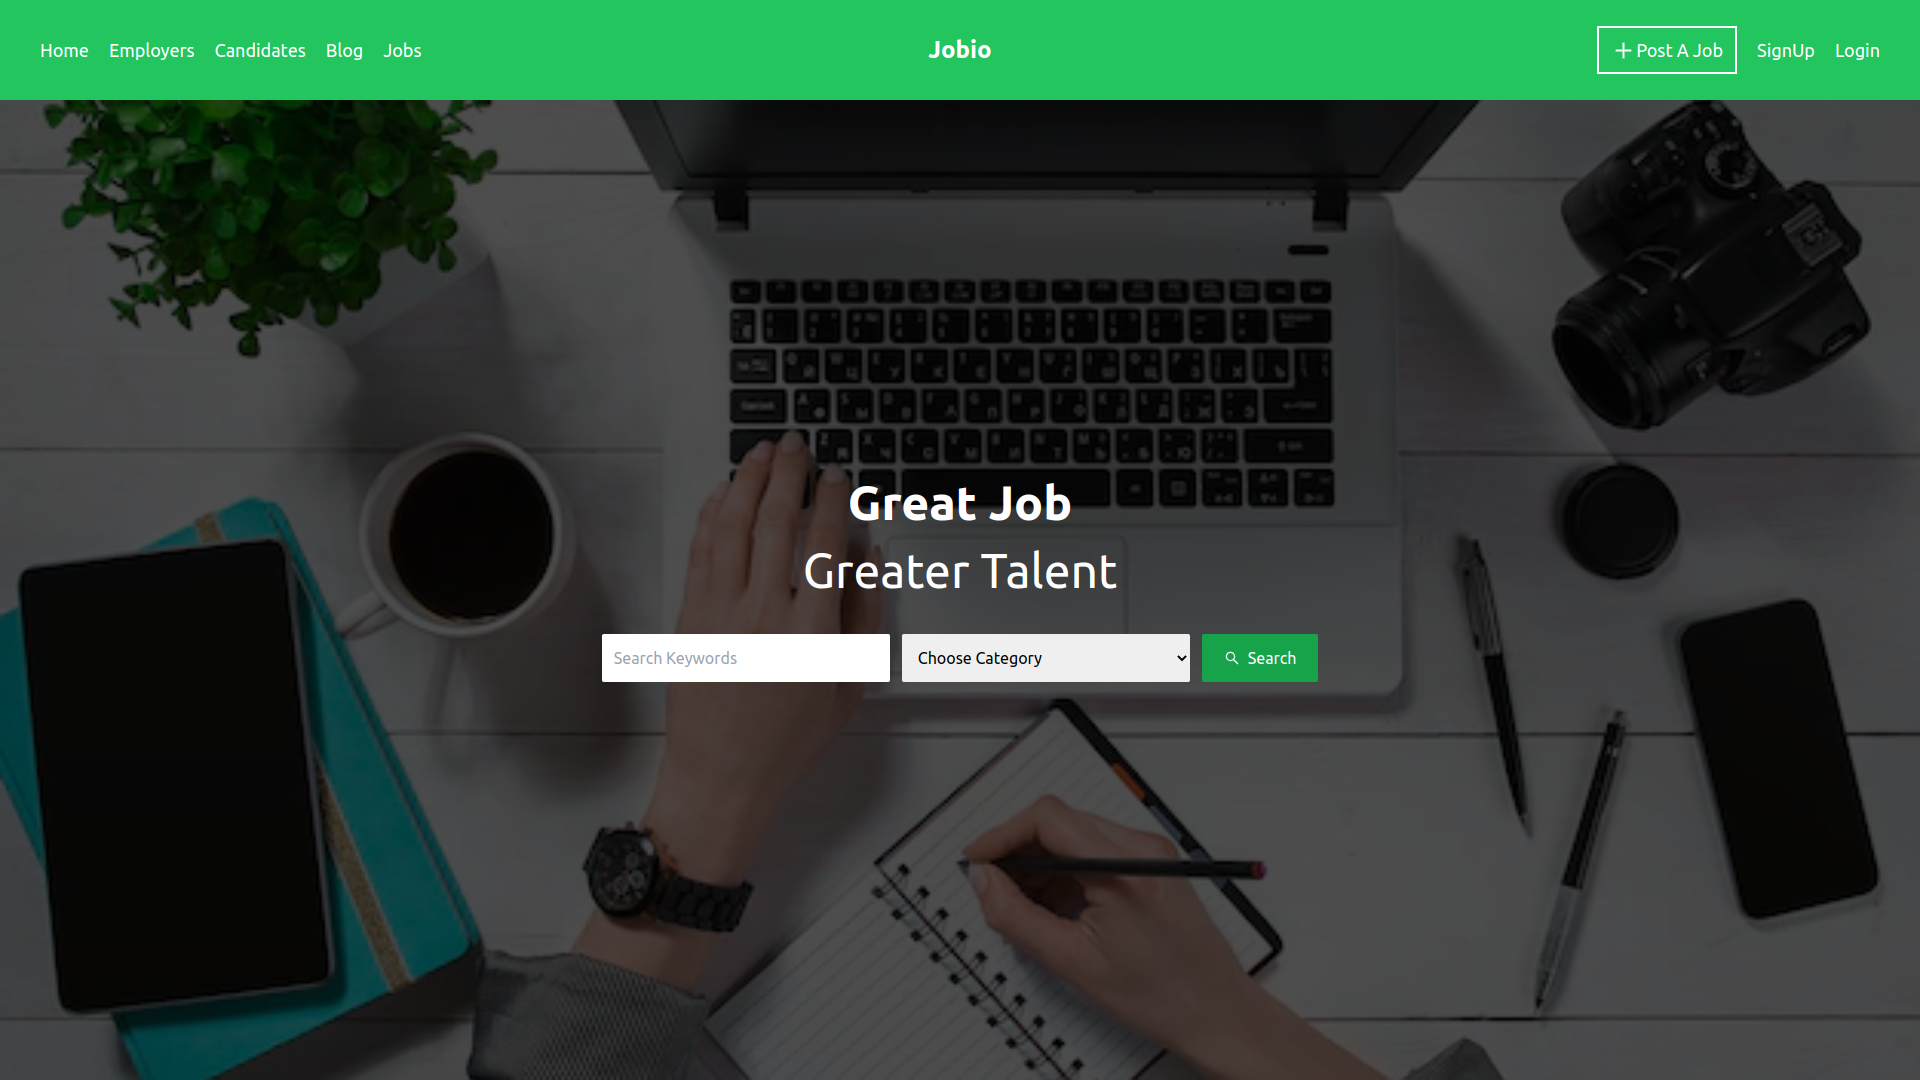 Home Employers Candidates Blog Jobs Jobio Post A Job SignUp Login
Great Job
Greater Talent
Search Keywords Choose Category Search